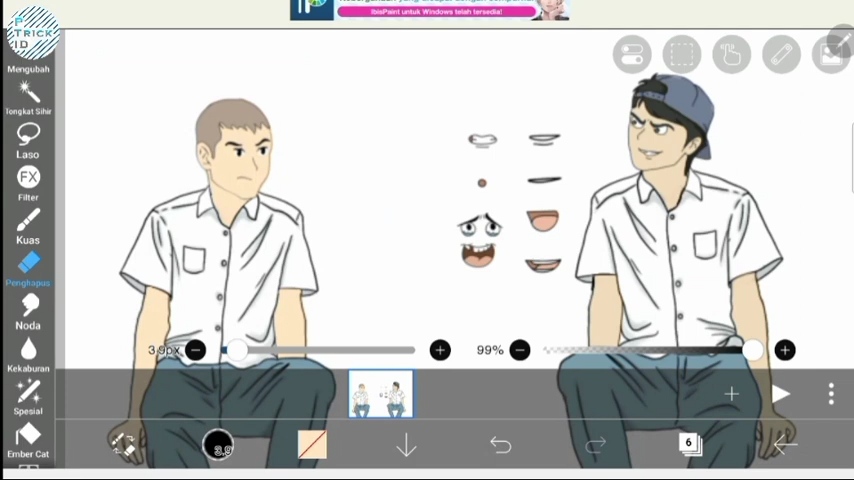 IbisPaint untuk Windows telah tersedia!
P
TRICK
ID
Mengubah
Tongkat Sihir
Laso
FX
Filter
Kuas
Penghapus
Noda
Kekaburan
Spesial
Ember Cat
3.9px
99%
3.9
6